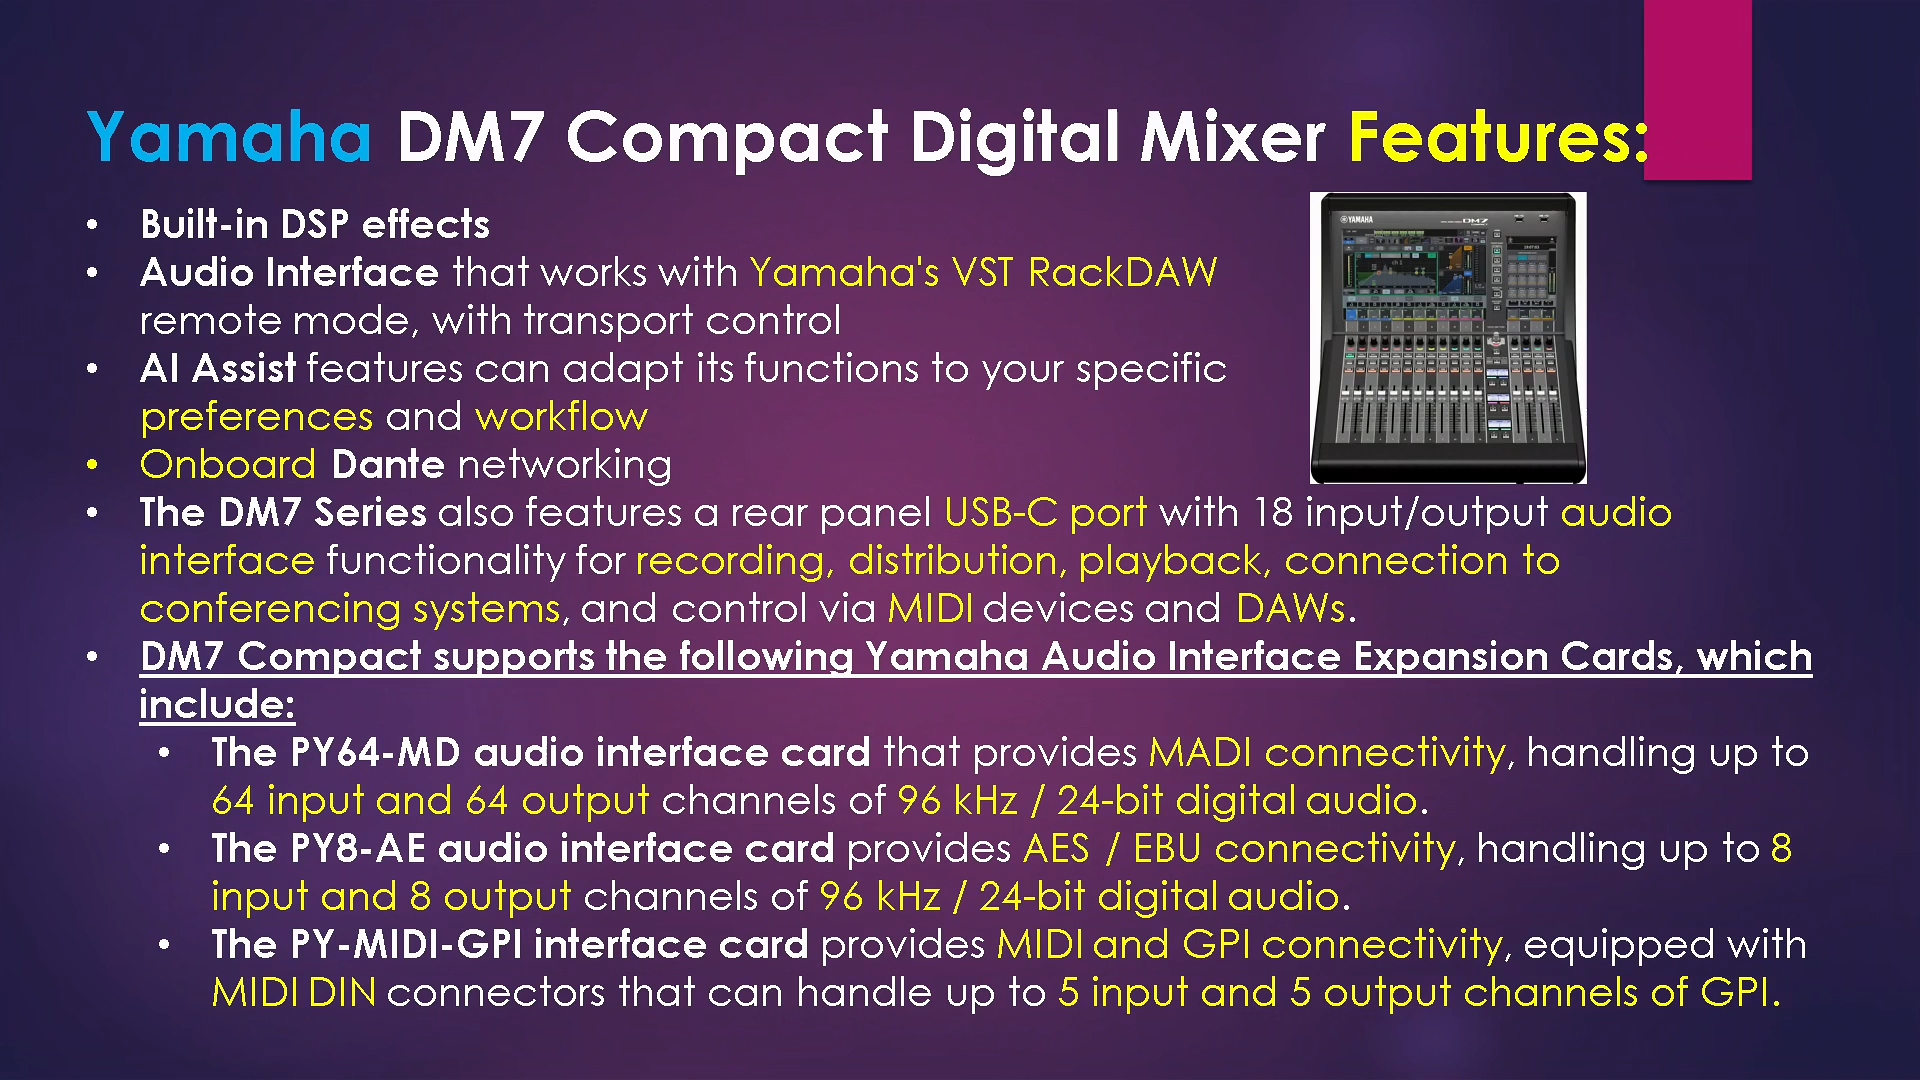 Yamaha DM7 Compact Digital Mixer Features:
• Built-in DSP effects
• Audio Interface that works with Yamaha's VST RackDAW
remote mode, with transport control
• AI Assist features can adapt its functions to your specific
preferences and workflow
• Onboard Dante networking
• The DM7 Series also features a rear panel USB-C port with 18 input/output audio
interface functionality for recording, distribution, playback, connection to
conferencing systems, and control via MIDI devices and DAWs.
• DM7 Compact supports the following Yamaha Audio Interface Expansion Cards, which
include:
• The PY64-MD audio interface card that provides MADI connectivity, handling up to
64 input and 64 output channels of 96 kHz / 24-bit digital audio.
• The PY8-AE audio interface card provides AES / EBU connectivity, handling up to 8
input and 8 output channels of 96 kHz / 24-bit digital audio.
• The PY-MIDI-GPI interface card provides MIDI and GPI connectivity, equipped with
MIDI DIN connectors that can handle up to 5 input and 5 output channels of GPI.
YAMAHA
DM7